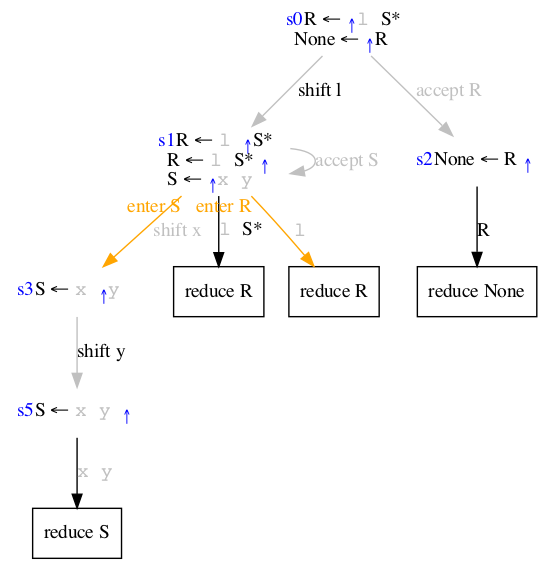 s0R ← ↑l S*
None ← ↑R
shift l
accept R
s1R ← l ↑S*
R ← l S* ↑
S ← ↑x y
accept S
s2None ← R ↑
enter S enter R
shift x l S* l
R
s3S ← x ↑y
reduce R
reduce R
reduce None
shift y
s5S ← x y ↑
x y
reduce S